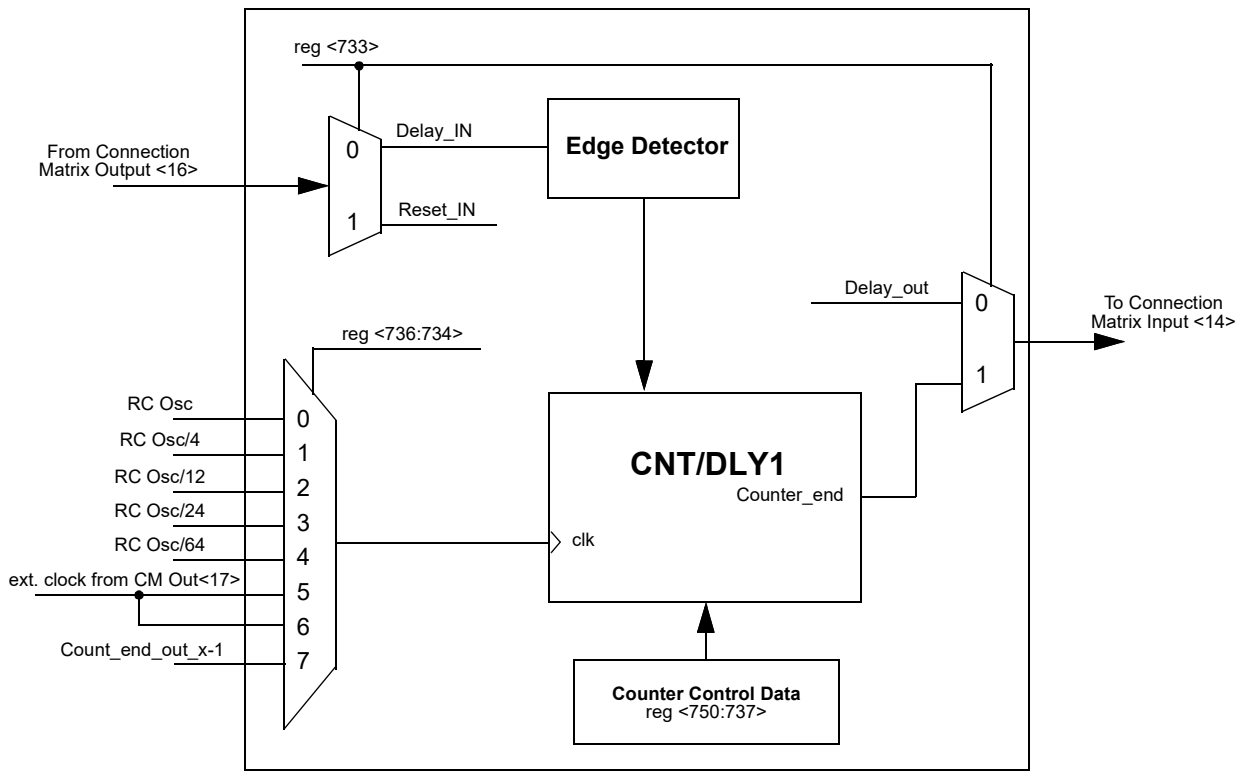 reg <733>
From Connection
Matrix Output <16>
0
1
Delay_IN
Reset_IN
Edge Detector
Delay_out
0
1
To Connection
Matrix Input <14>
reg <736:734>
RC Osc
RC Osc/4
RC Osc/12
RC Osc/24
RC Osc/64
ext. clock from CM Out<17>
Count_end_out_x-1
0
1
2
3
4
5
6
7
CNT/DLY1
Counter_end
clk
Counter Control Data
reg <750:737>